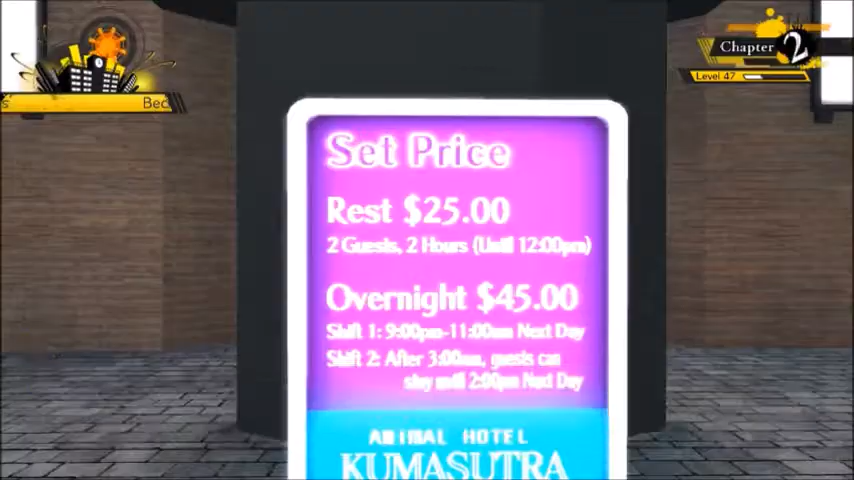 s Bec
Chapter 2
Level 47
Set Price
Rest $25.00
2 Guests, 2 Hours (Until 12:00pm)
Overnight $45.00
Shift 1: 9:00pm-11:00am Next Day
Shift 2: After 3:00am, guests can
stay until 2:00pm Next Day
ANIMAL HOTEL
KUMASUTRA